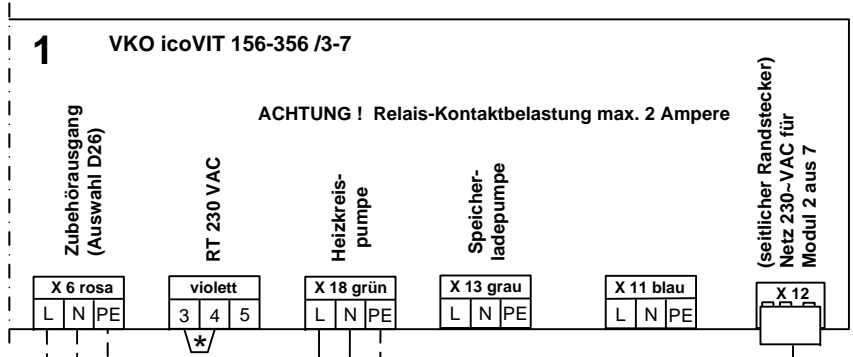 1
VKO icoVIT 156-356 /3-7
ACHTUNG ! Relais-Kontaktbelastung max. 2 Ampere
Zubehörausgang
(Auswahl D26)
RT 230 VAC
Heizkreis-
pumpe
Speicher-
ladepumpe
(seitlicher Randstecker)
Netz 230~VAC für
Modul 2 aus 7
X 6 rosa
L N PE
violett
3 4 5
*
X 18 grün
L N PE
X 13 grau
L N PE
X 11 blau
L N PE
X 12